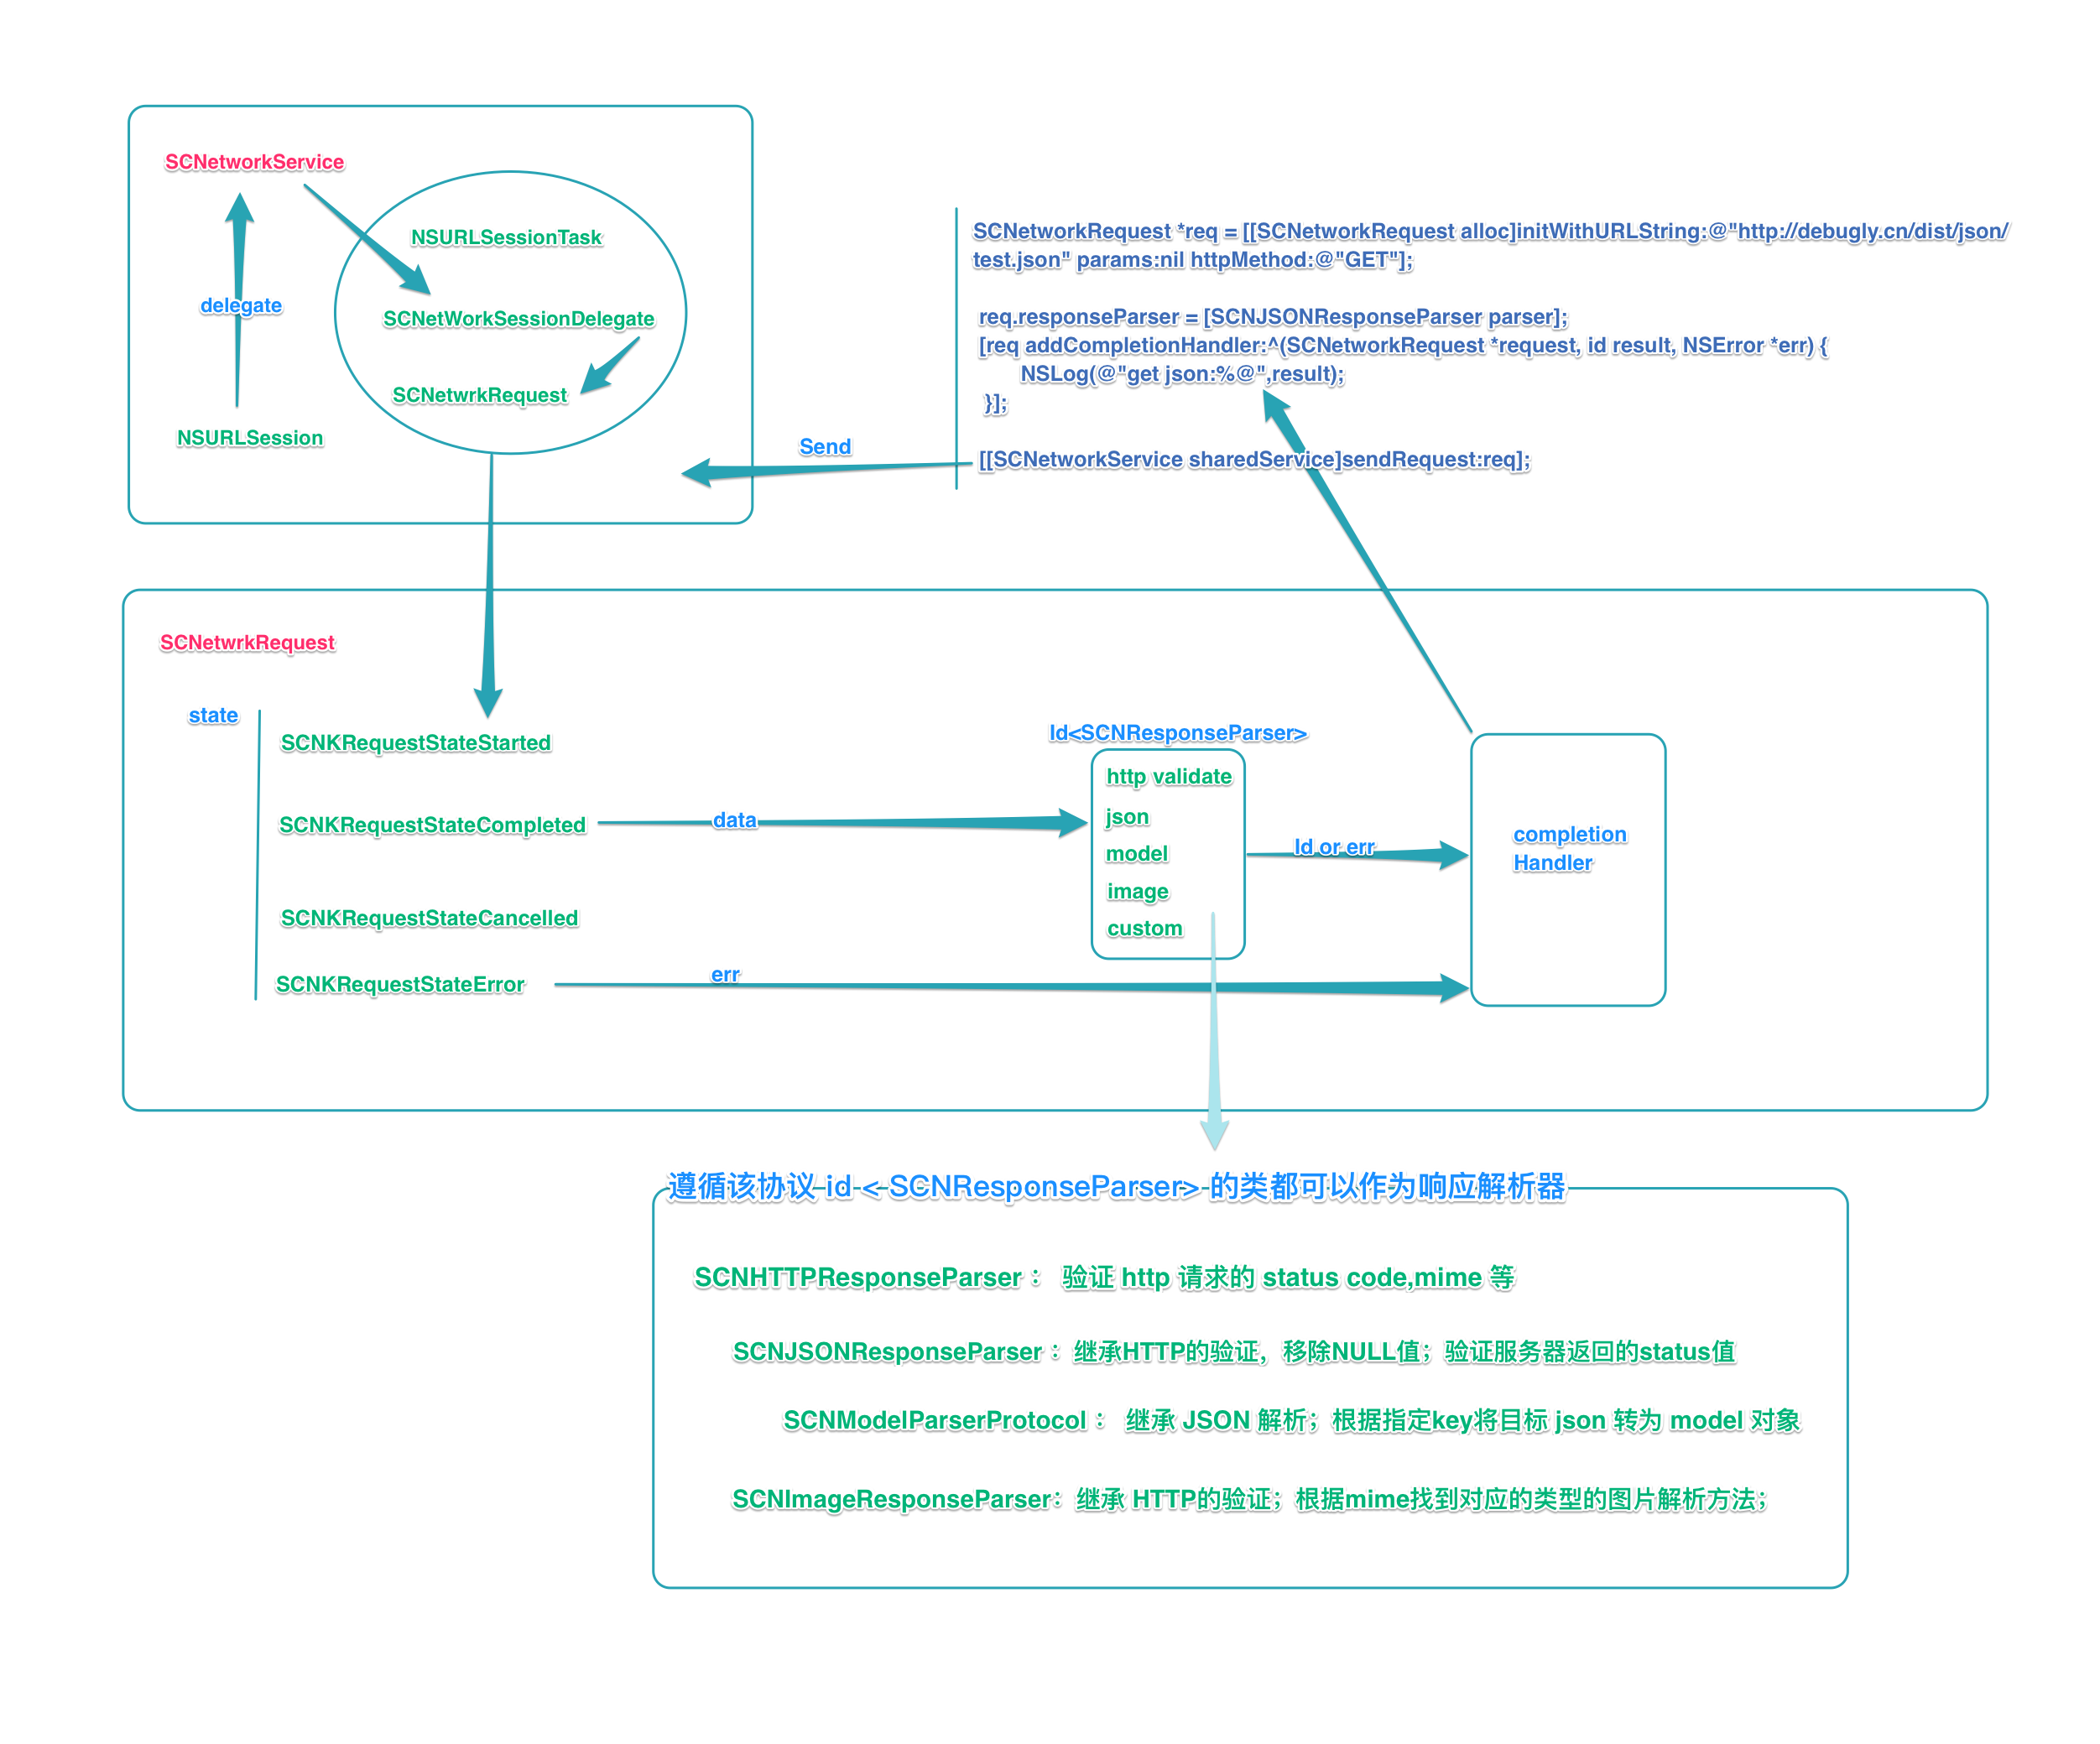 SCNetworkService
NSURLSessionTask
delegate
SCNetWorkSessionDelegate
SCNetwrkRequest
NSURLSession
SCNetworkRequest *req = [[SCNetworkRequest alloc]initWithURLString:@"http://debugly.cn/dist/json/
test.json" params:nil httpMethod:@"GET"];
req.responseParser = [SCNJSONResponseParser parser];
[req addCompletionHandler:^(SCNetworkRequest *request, id result, NSError *err) {
NSLog(@"get json:%@",result);
}];
Send
[[SCNetworkService sharedService]sendRequest:req];
SCNetwrkRequest
state
SCNKRequestStateStarted
SCNKRequestStateCompleted
SCNKRequestStateCancelled
SCNKRequestStateError
data
err
Id<SCNResponseParser>
http validate
json
model
image
custom
Id or err
completion
Handler
遵循该协议 id < SCNResponseParser> 的类都可以作为响应解析器
SCNHTTPResponseParser： 验证 http 请求的 status code,mime 等
SCNJSONResponseParser：继承HTTP的验证，移除NULL值；验证服务器返回的status值
SCNModelParserProtocol： 继承 JSON 解析；根据指定key将目标 json 转为 model 对象
SCNImageResponseParser：继承 HTTP的验证；根据mime找到对应的类型的图片解析方法；